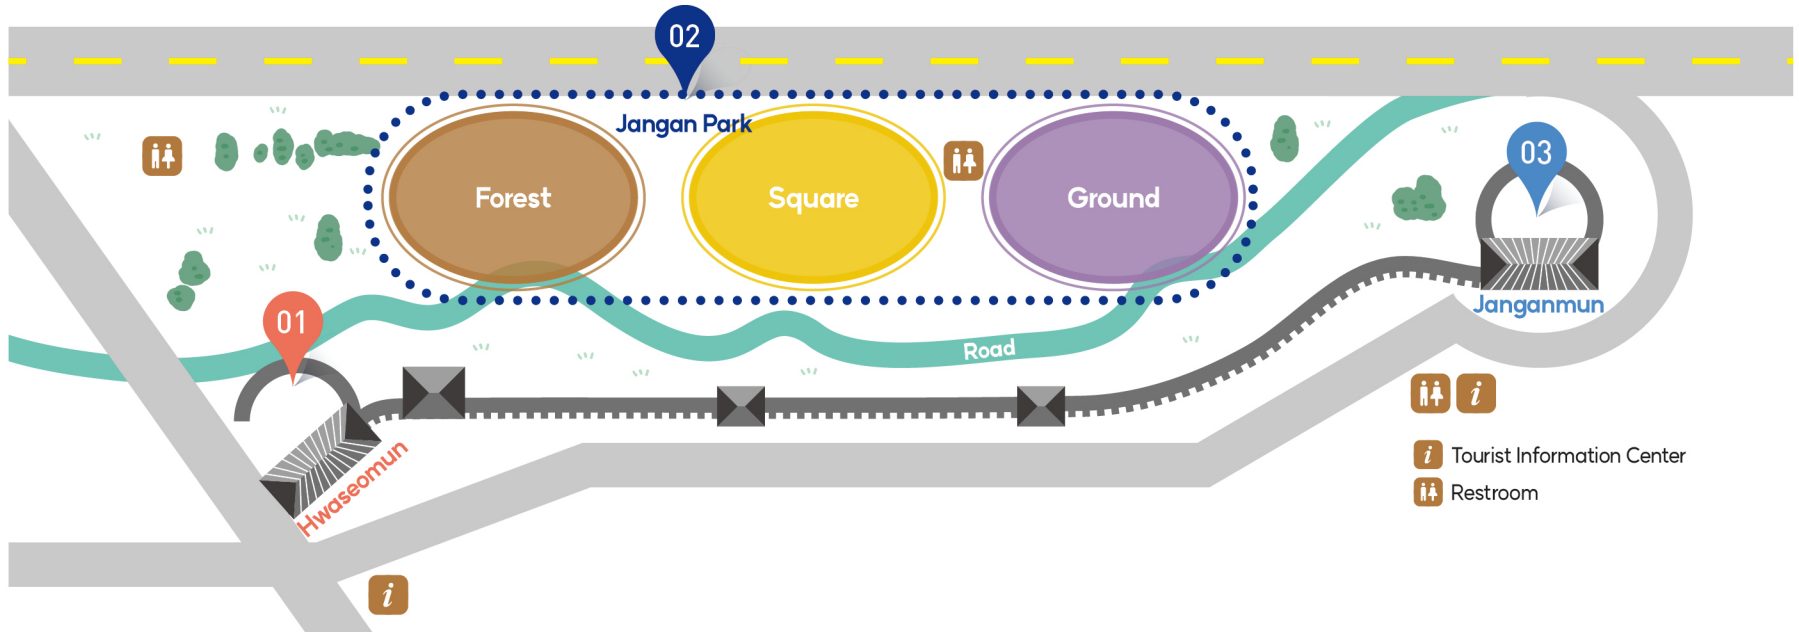 02
Jangan Park
Forest
Square
Ground
03
Janganmun
01
Road
Hwaseomun
i
i Tourist Information Center
Restroom
i